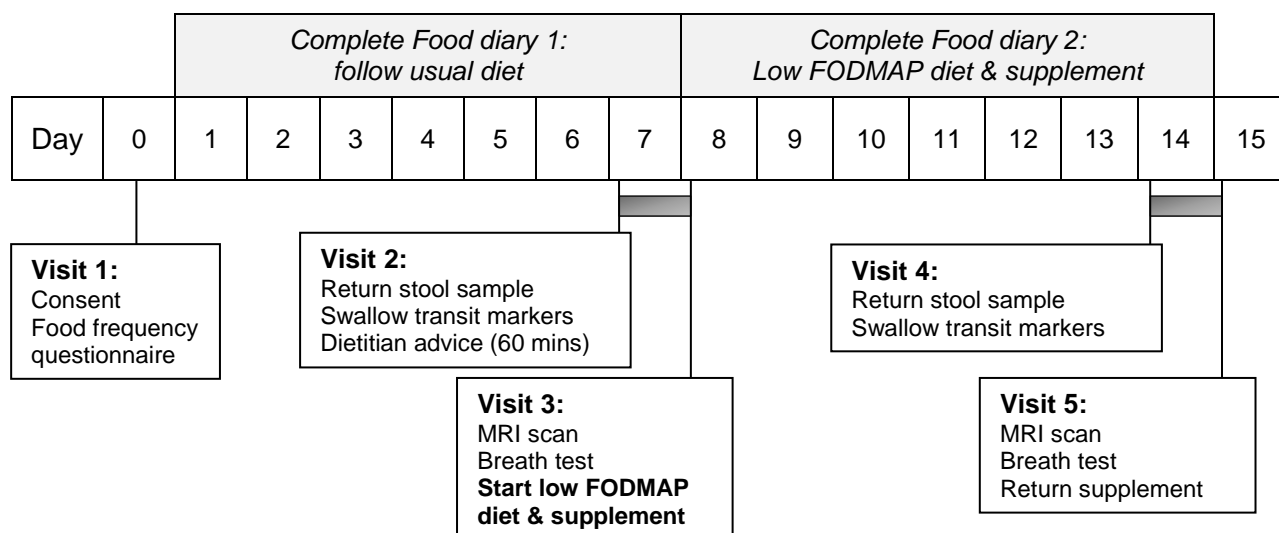 Complete Food diary 1:
follow usual diet
Complete Food diary 2:
Low FODMAP diet & supplement
Day 0 1 2 3 4 5 6 7 8 9 10 11 12 13 14 15
Visit 1:
Consent
Food frequency
questionnaire
Visit 2:
Return stool sample
Swallow transit markers
Dietitian advice (60 mins)
Visit 3:
MRI scan
Breath test
Start low FODMAP
diet & supplement
Visit 4:
Return stool sample
Swallow transit markers
Visit 5:
MRI scan
Breath test
Return supplement